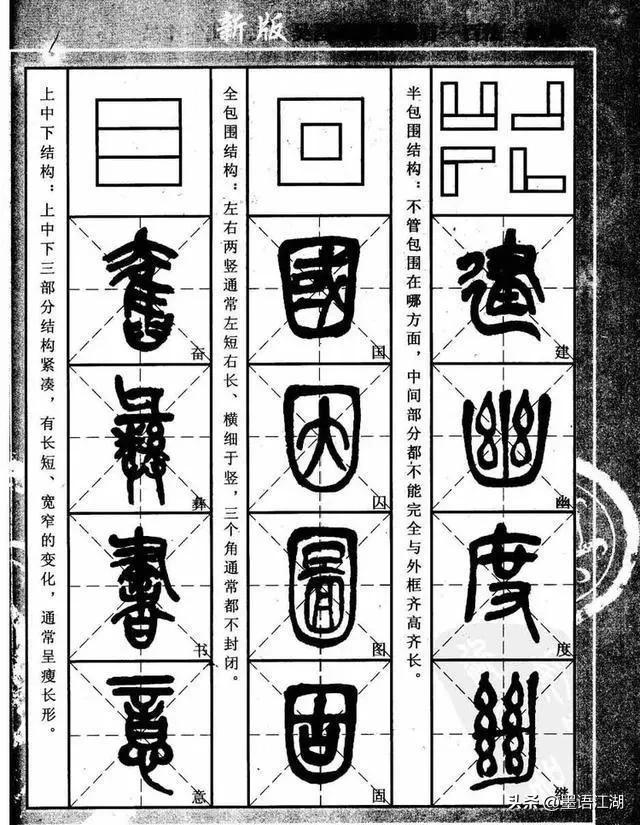 新版
半包围结构：不管包围在哪方面，中间部分都不能完全与外框齐高齐长。
建
幽
度
继
全包围结构：左右两竖通常左短右长、横细于竖，三个角通常都不封闭。
国
囚
图
固
上中下结构：上中下三部分结构紧凑，有长短、宽窄的变化，通常呈瘦长形。
奋
彝
书
意
头条@墨语江湖